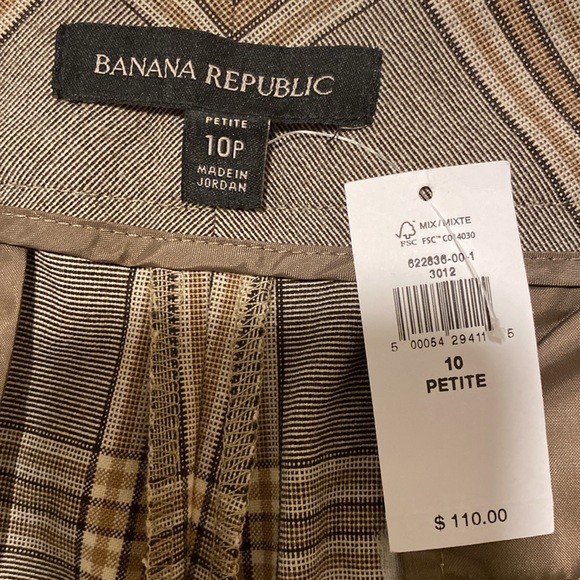 BANANA REPUBLIC
PETITE
10P
MADE IN
JORDAN
MIX / MIXTE
FSC FSC™ C014030
622836-00-1
3012
5 00054 29411 5
10
PETITE
$ 110.00